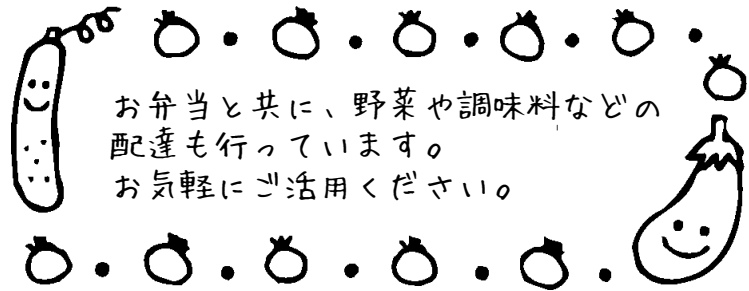 お弁当と共に、野菜や調味料などの
配達も行っています。
お気軽にご活用ください。